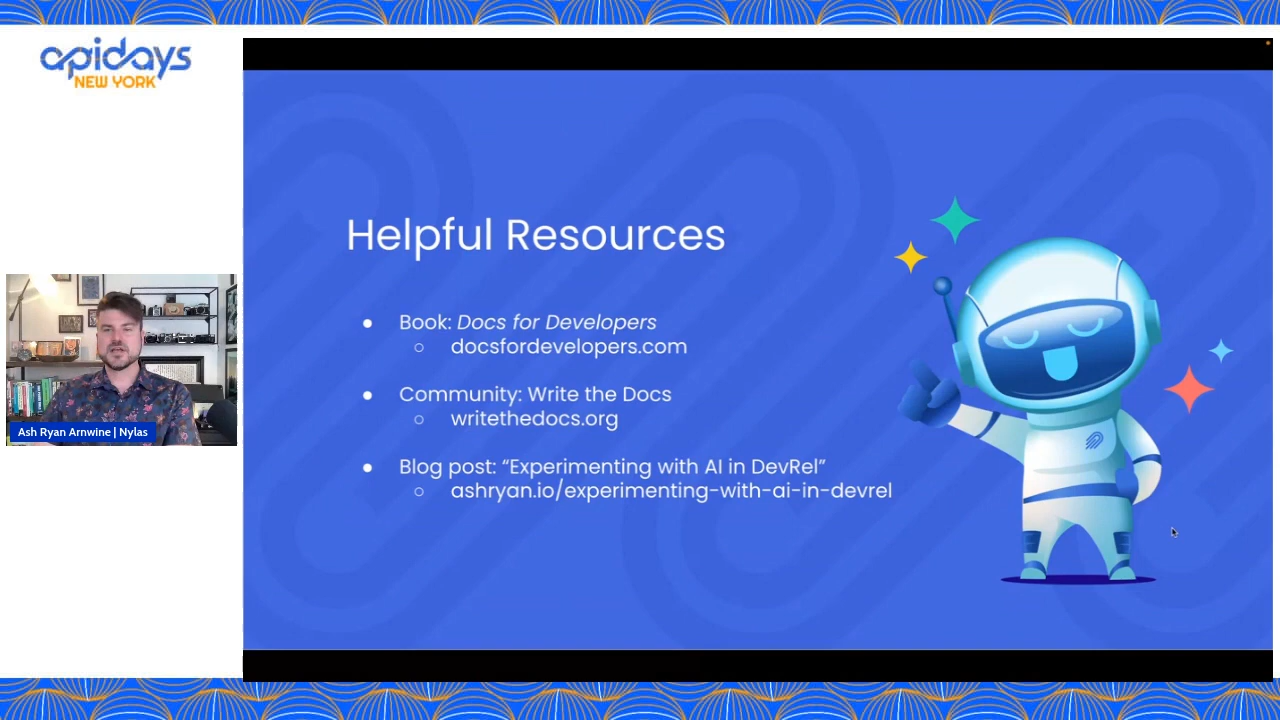 apidays
NEW YORK
Helpful Resources
● Book: Docs for Developers
○ docsfordevelopers.com
● Community: Write the Docs
○ writethedocs.org
● Blog post: “Experimenting with AI in DevRel”
○ ashryan.io/experimenting-with-ai-in-devrel
Ash Ryan Arnwine | Nylas